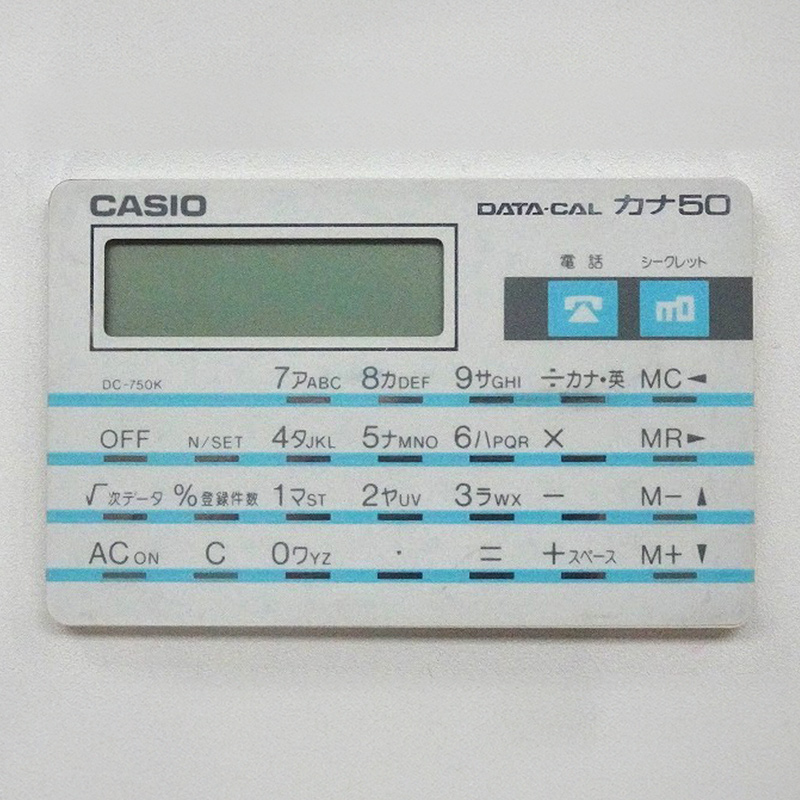 CASIO
DATA-CAL カナ50
電話 シークレット
DC-750K 7アABC 8カDEF 9サGHI ÷カナ・英 MC◄
OFF N/SET 4タJKL 5ナMNO 6ハPQR × MR►
√次データ %登録件数 1マST 2ヤUV 3ラWX − M−▲
AC ON C 0ワYZ · = +スペース M+▼